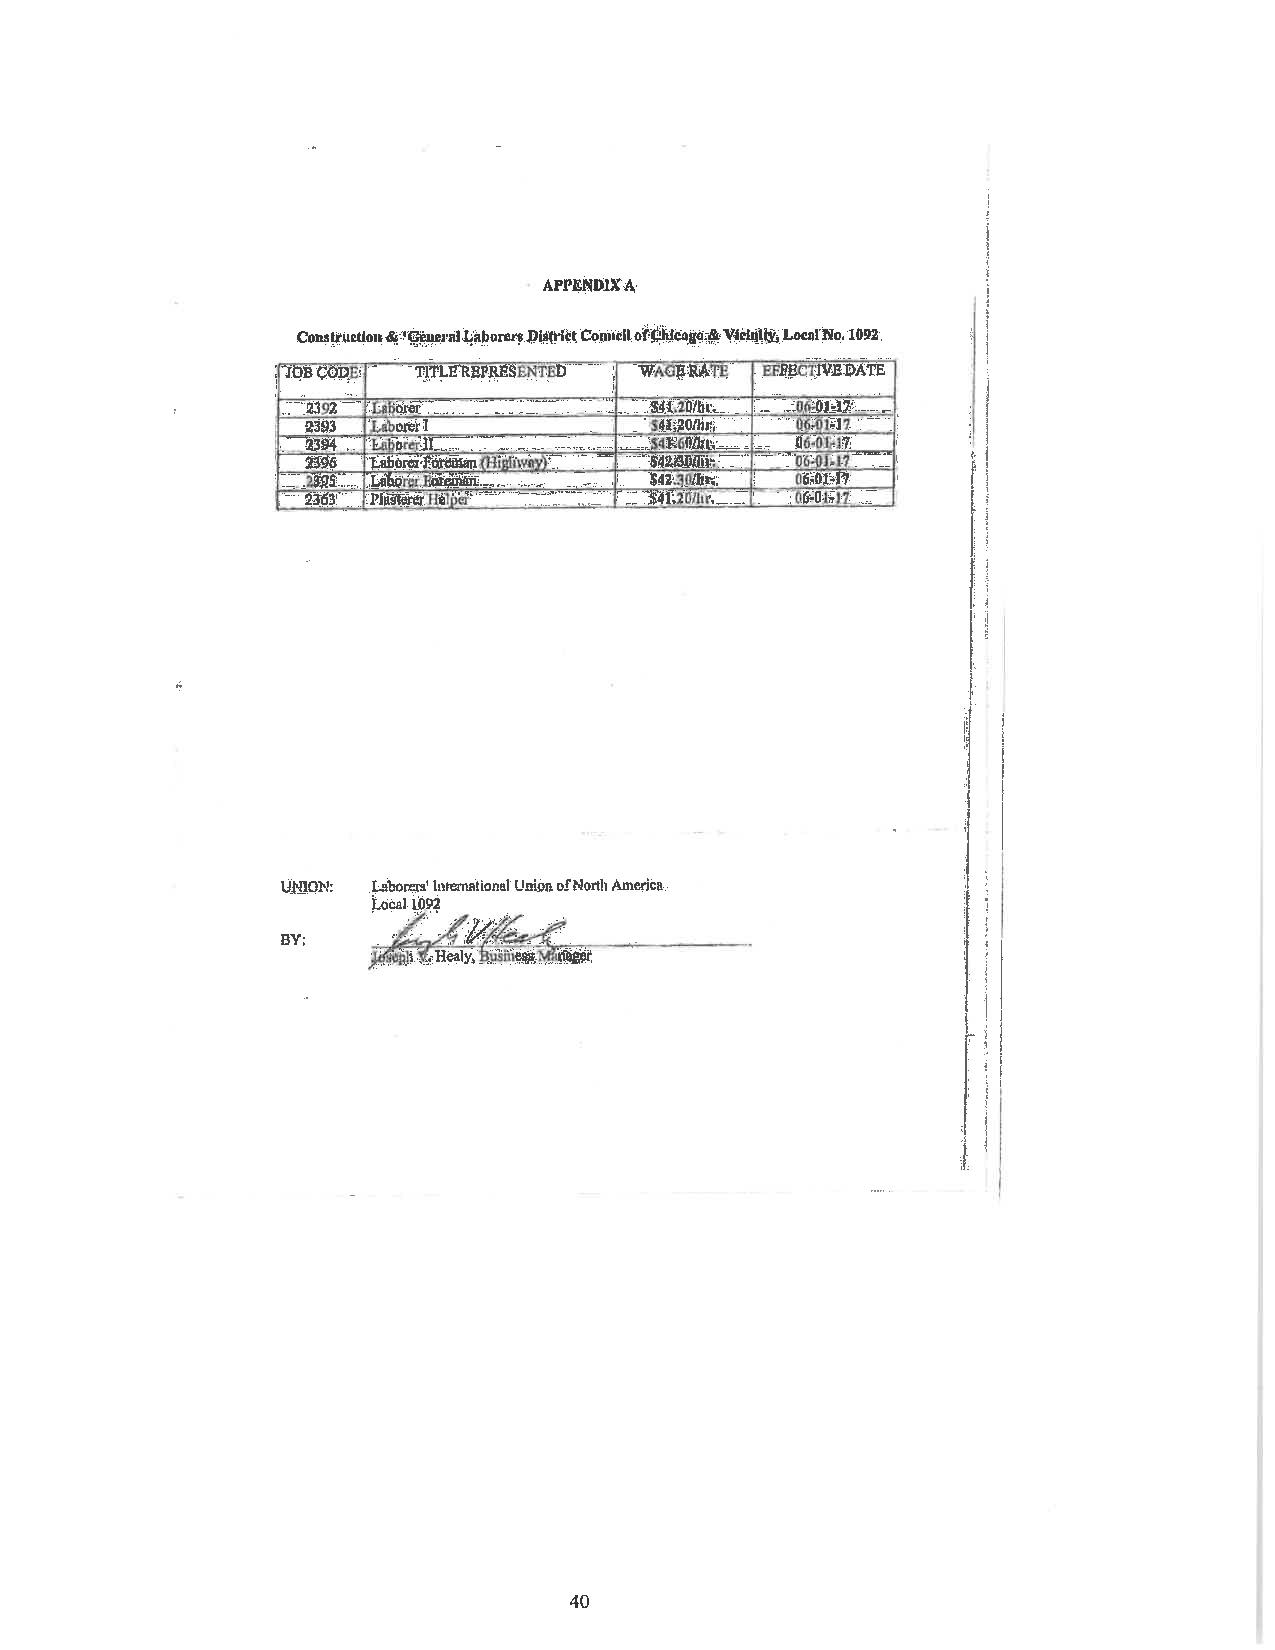 APPENDIX A
Construction & General Laborers District Council of Chicago & Vicinity, Local No. 1092
JOB CODE TITLE REPRESENTED WAGE RATE EFFECTIVE DATE
2392 Laborer $41.20/hr. 06-01-17
2393 Laborer I $41.20/hr. 06-01-17
2394 Laborer II $41.60/hr. 06-01-17
2396 Laborer Foreman (Highway) 06-01-17
2395 Laborer Foreman $42.30/hr. 06-01-17
2363 Plasterer Helper $41.20/hr. 06-01-17
UNION: Laborers' International Union of North America
Local 1092
BY:
Joseph V. Healy, Business Manager
40